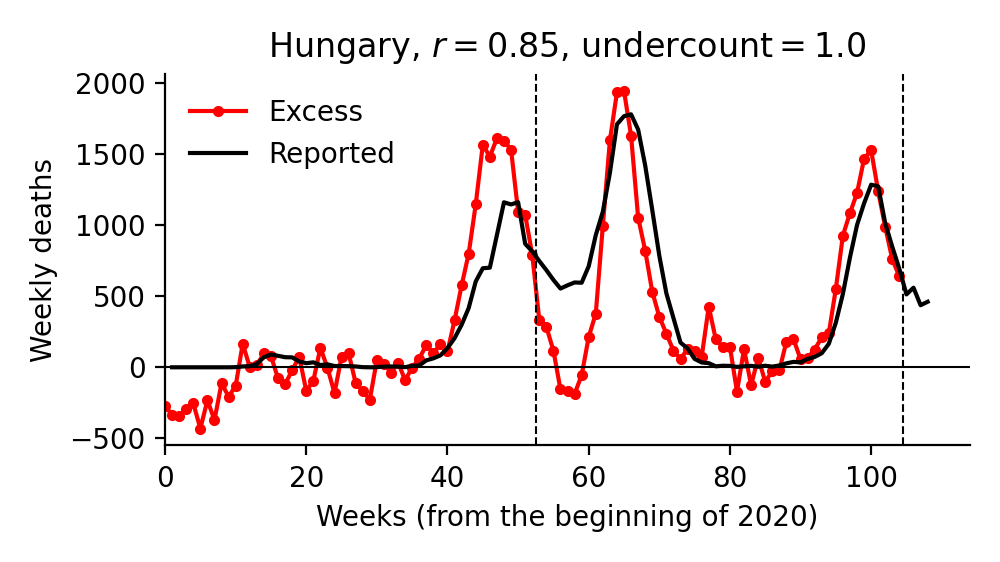 Hungary, r = 0.85, undercount = 1.0
Excess
Reported
Weekly deaths
2000
1500
1000
500
0
−500
0 20 40 60 80 100
Weeks (from the beginning of 2020)